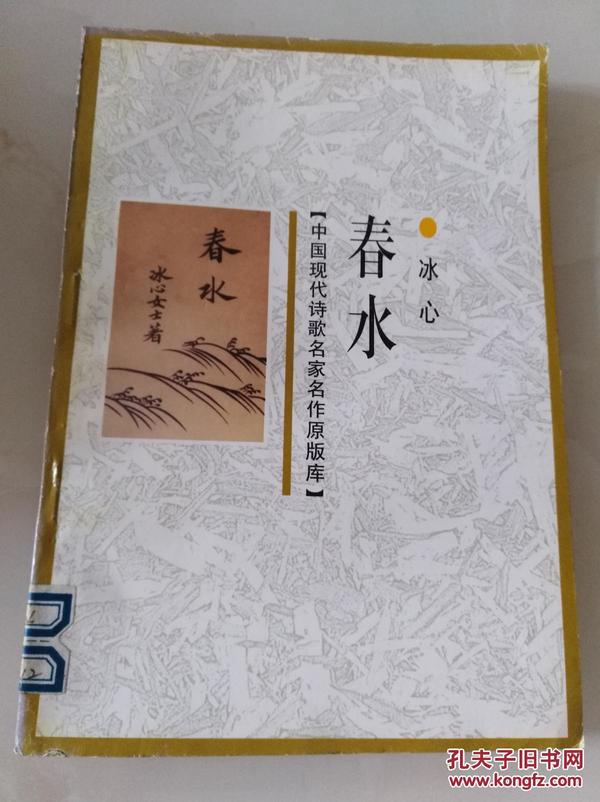 冰心
春水
【中国现代诗歌名家名作原版库】
春水
冰心女士著
孔夫子旧书网
www.kongfz.com